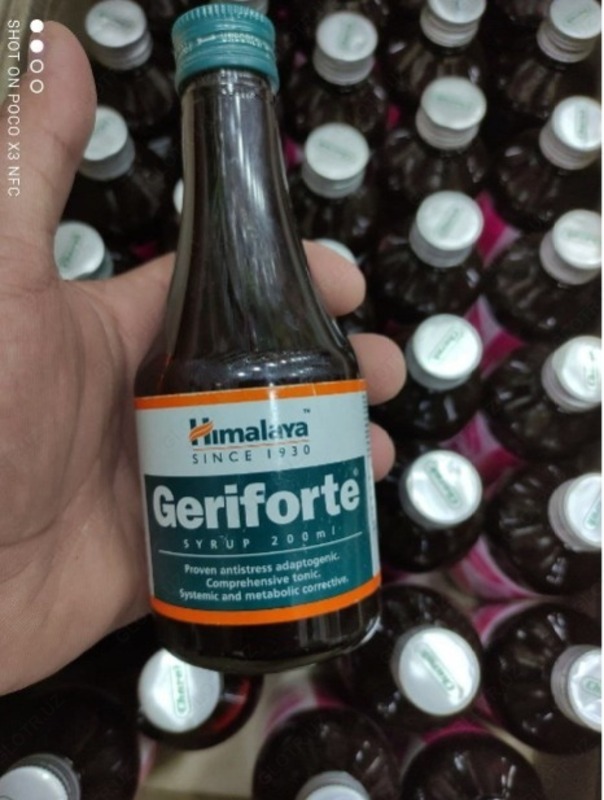 SHOT ON POCO X3 NFC
Himalaya™
SINCE 1930
Geriforte®
SYRUP 200ml
Proven antistress adaptogenic.
Comprehensive tonic.
Systemic and metabolic corrective.